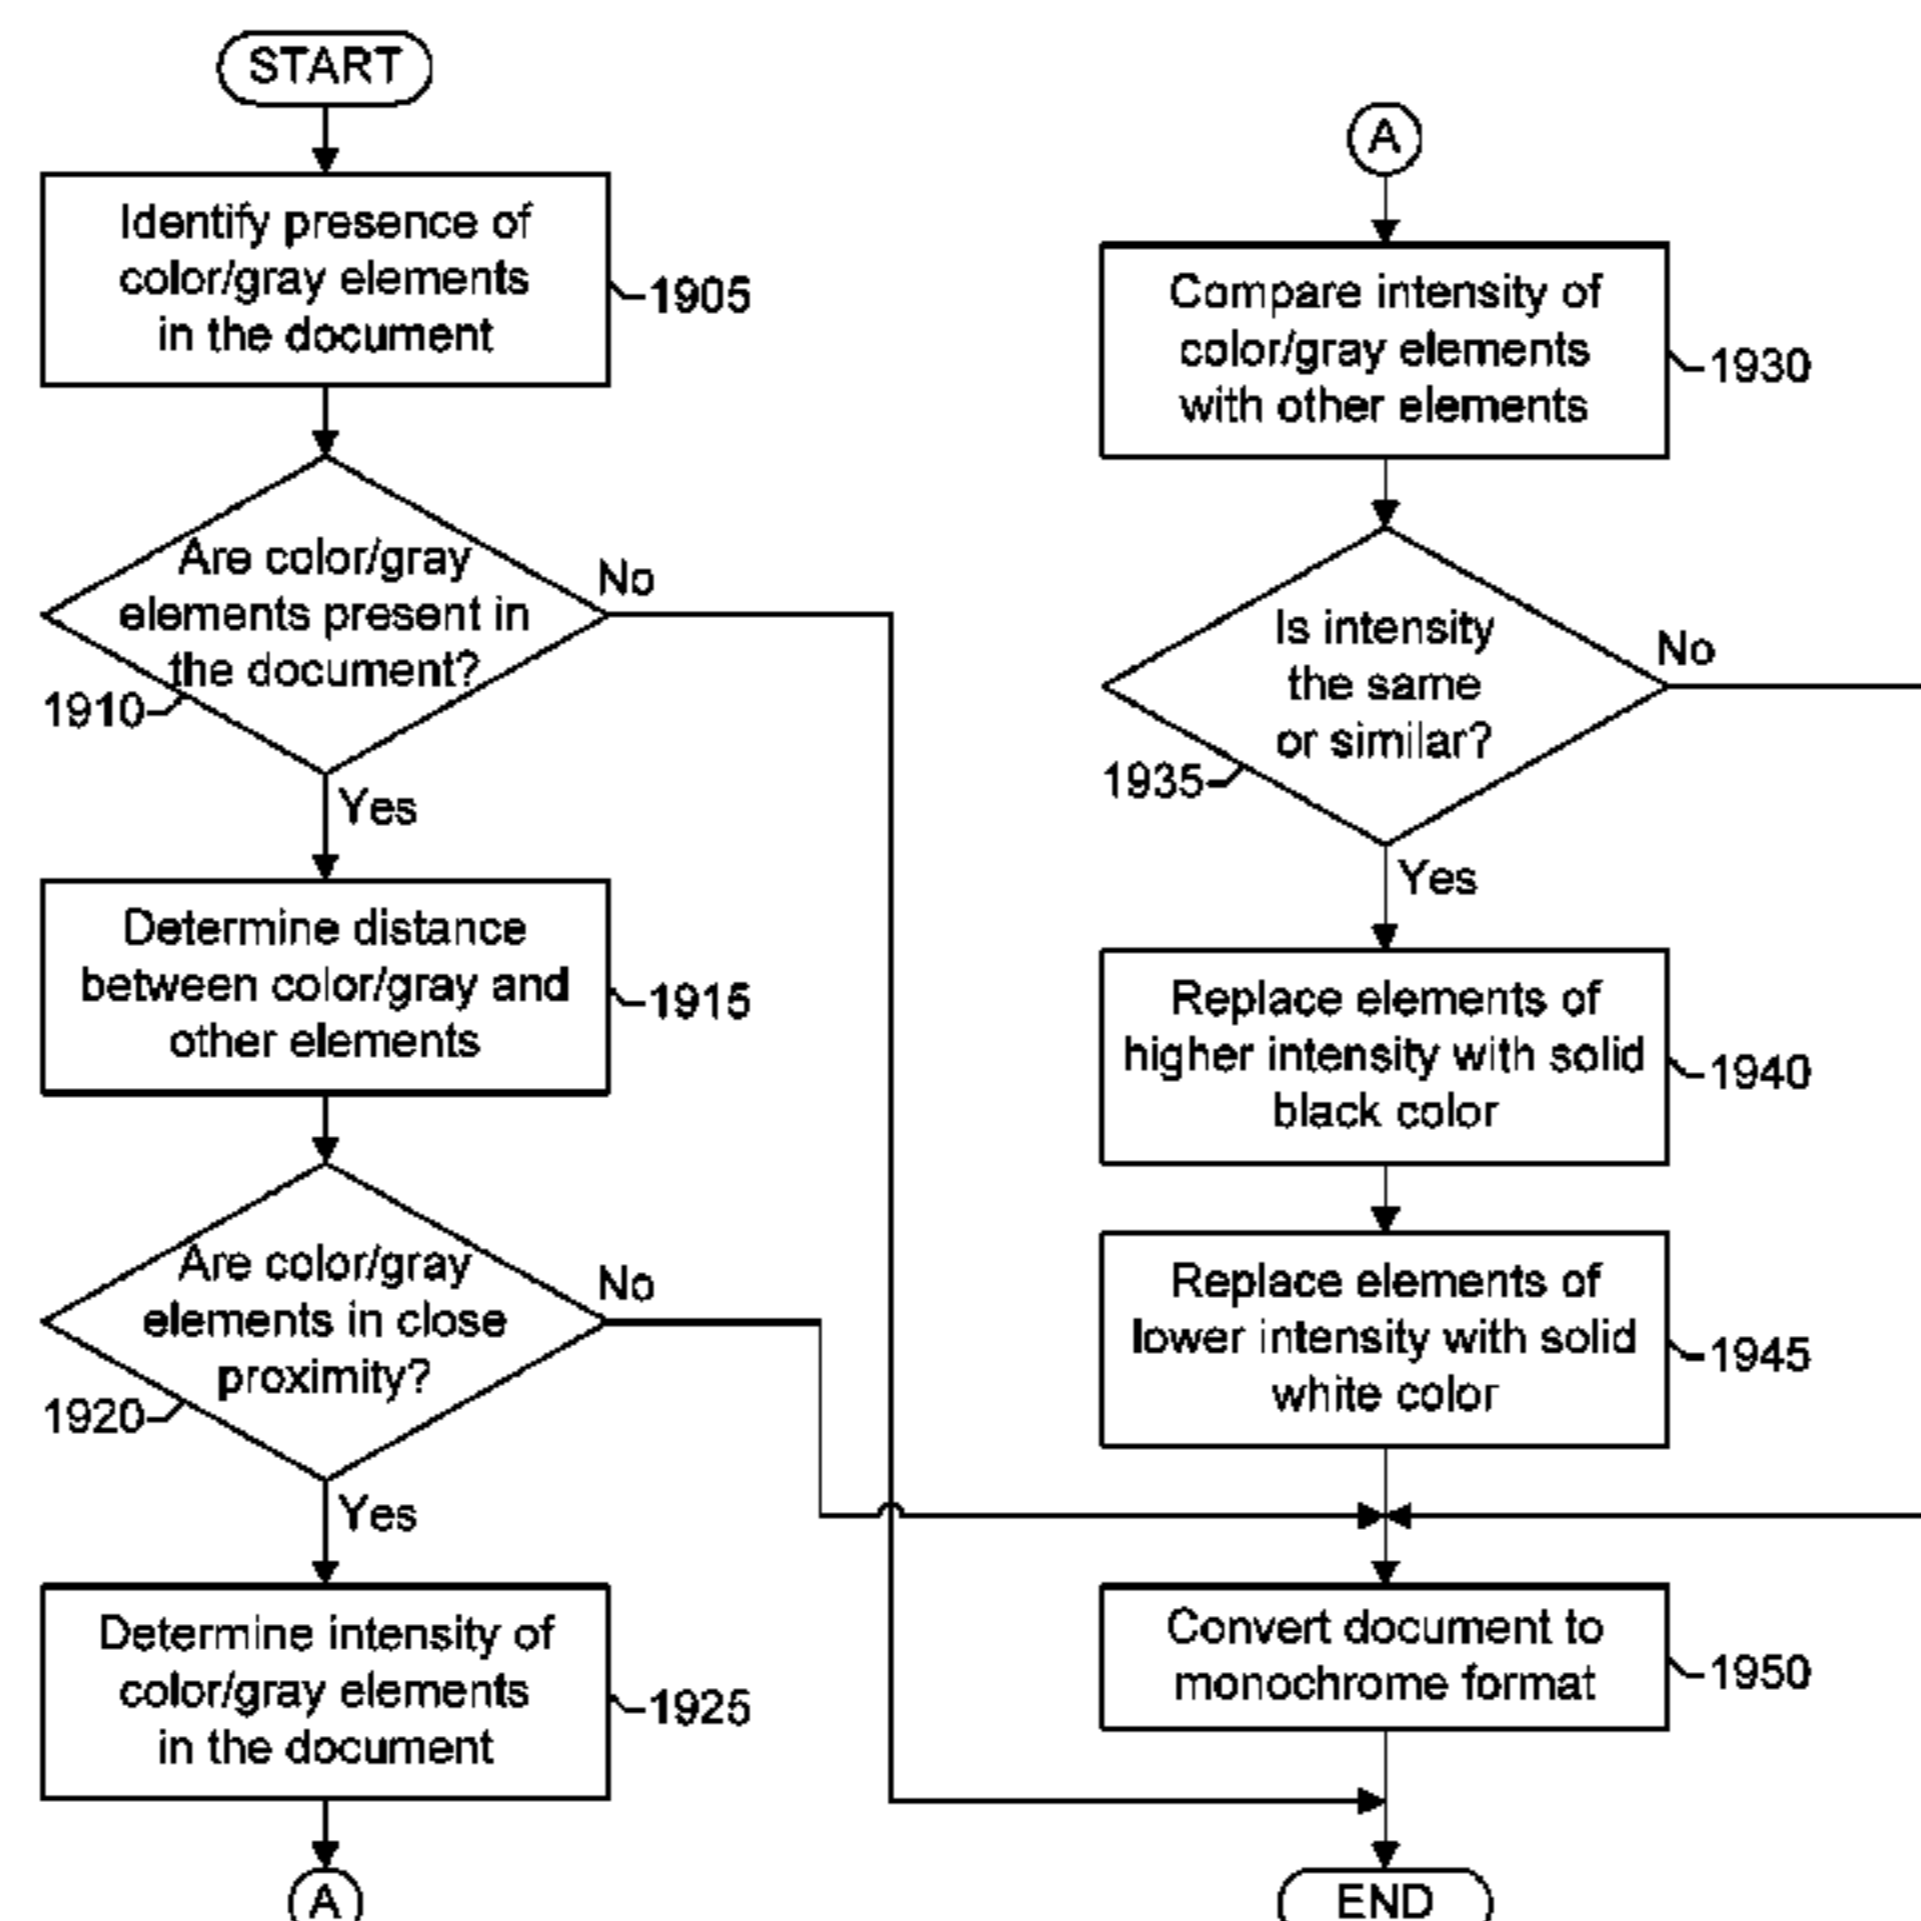 START
Identify presence of
color/gray elements
in the document
1905
Are color/gray
elements present in
the document?
No
1910
Yes
Determine distance
between color/gray and
other elements
1915
Are color/gray
elements in close
proximity?
No
1920
Yes
Determine intensity of
color/gray elements
in the document
1925
A
A
Compare intensity of
color/gray elements
with other elements
1930
Is intensity
the same
or similar?
No
1935
Yes
Replace elements of
higher intensity with solid
black color
1940
Replace elements of
lower intensity with solid
white color
1945
Convert document to
monochrome format
1950
END